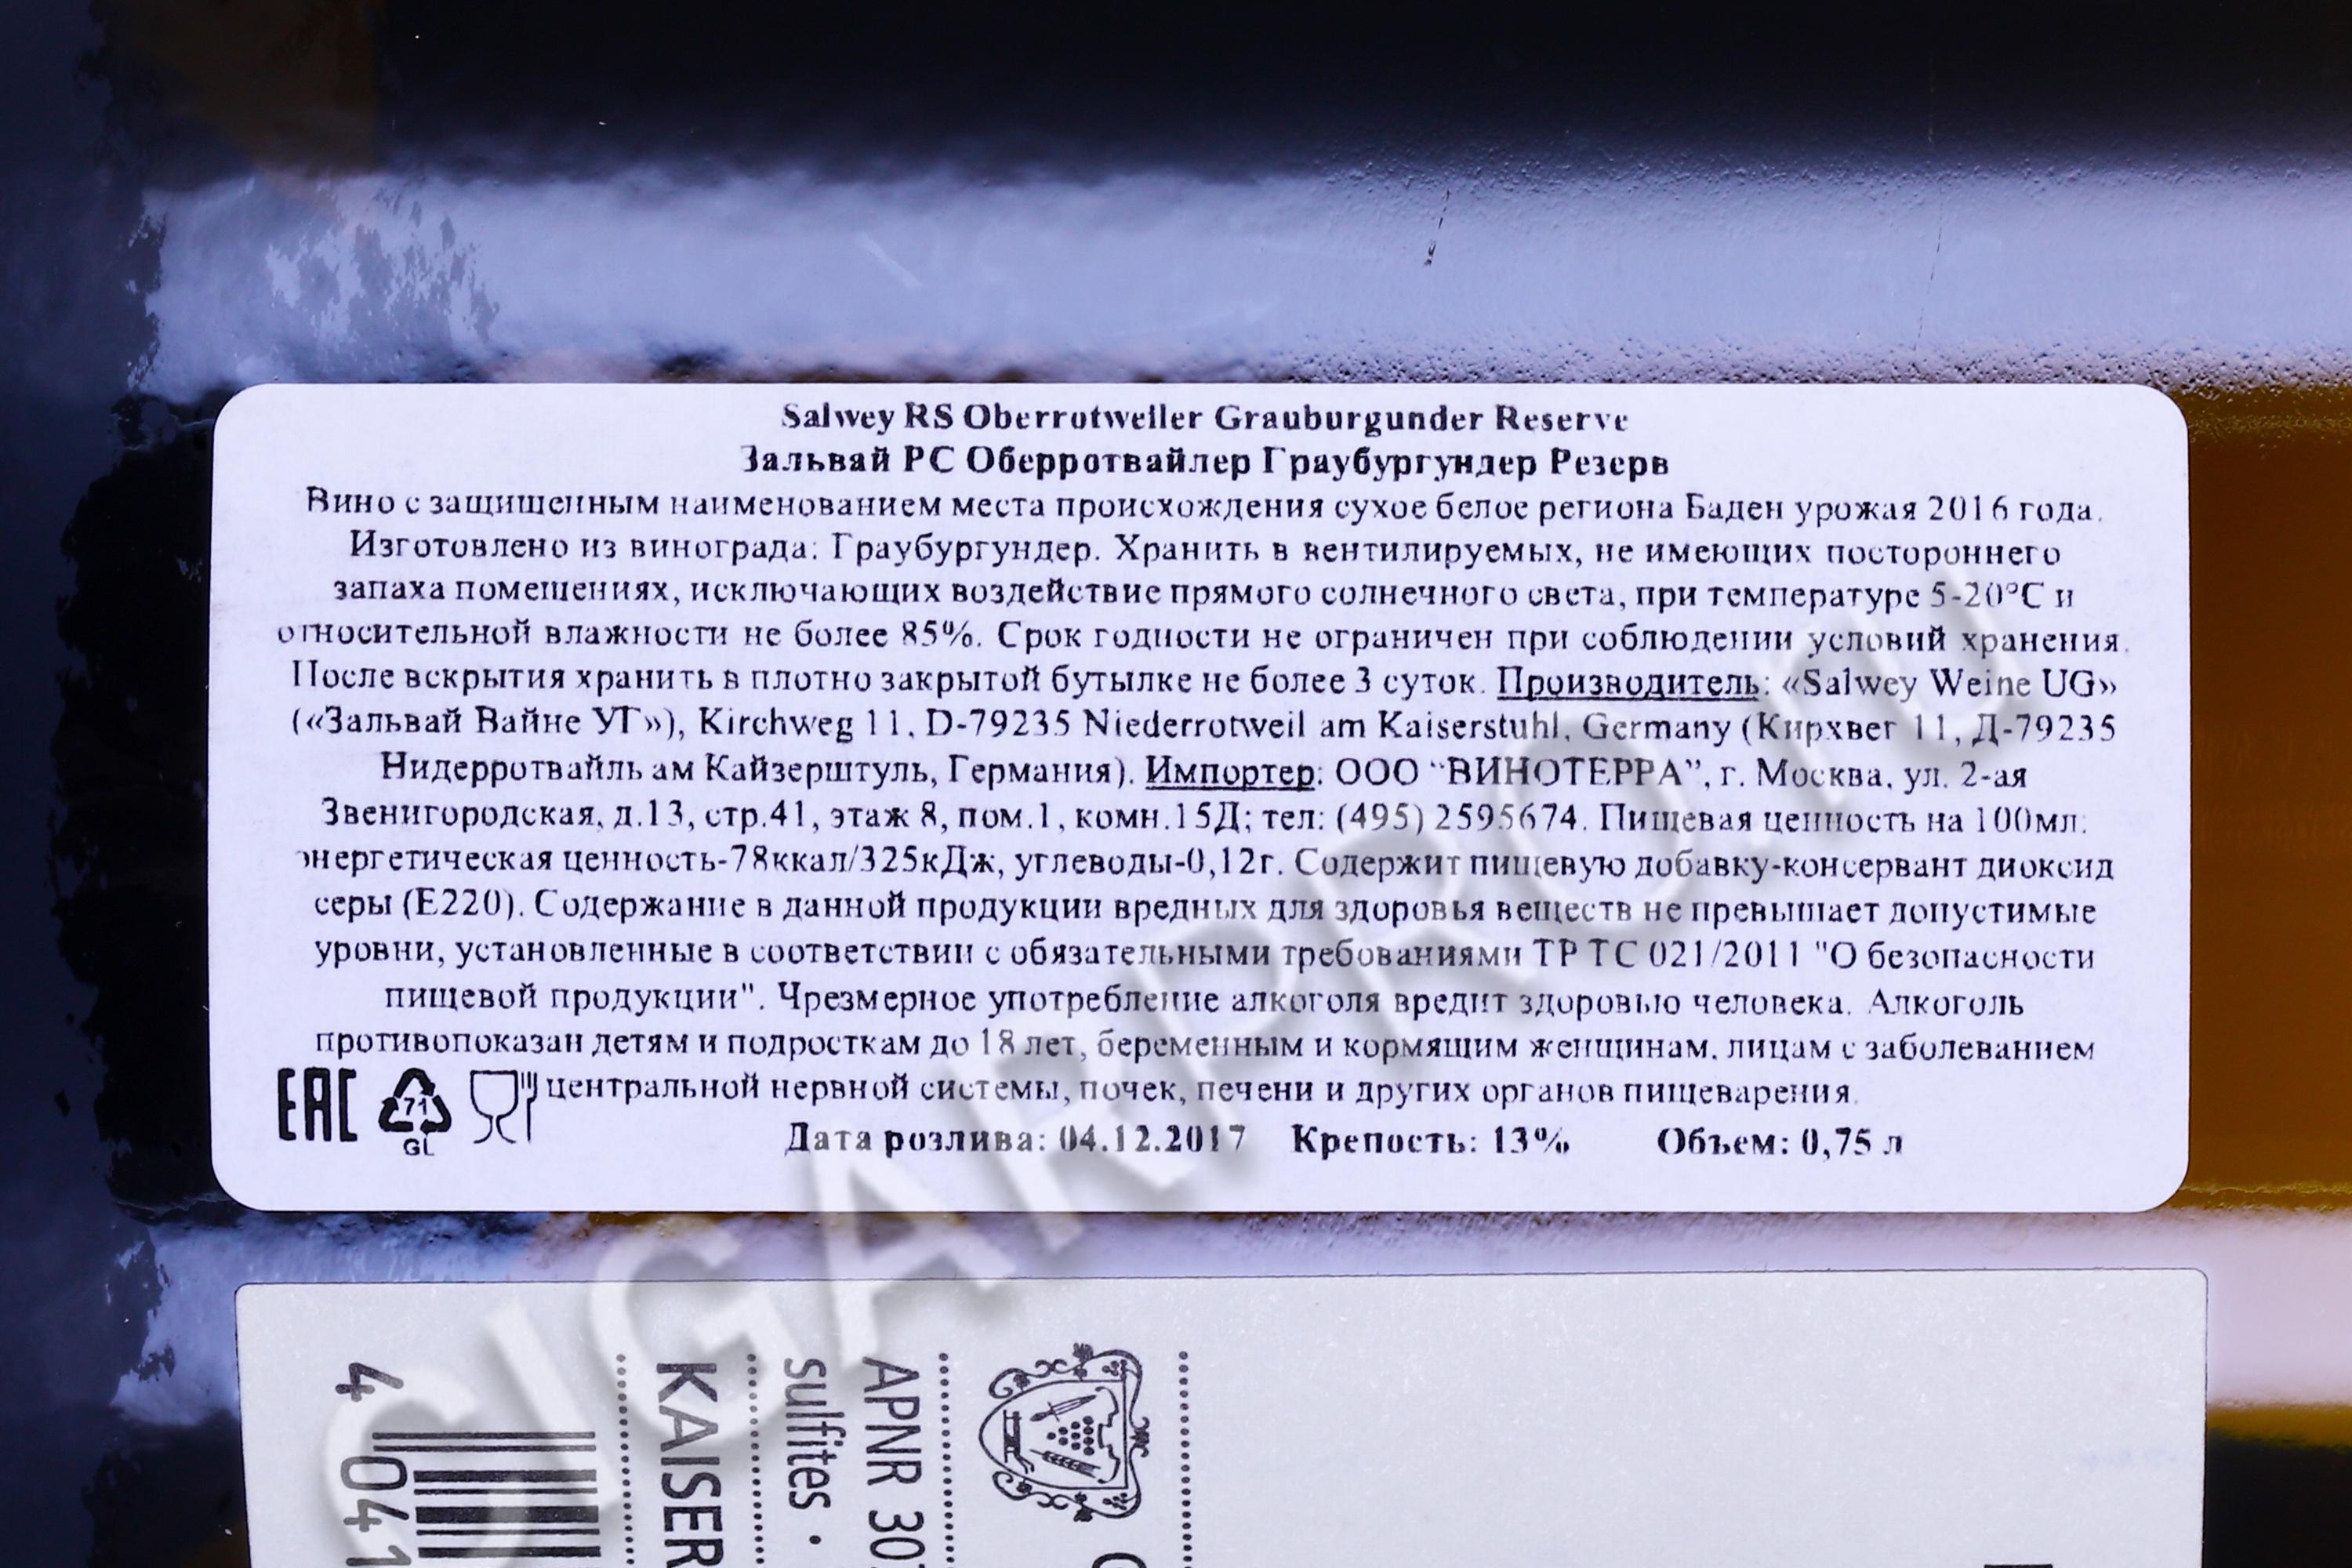 Salwey RS Oberrotweiler Grauburgunder Reserve
Зальвай РС Оберротвайлер Граубургундер Резерв
Вино с защищенным наименованием места происхождения сухое белое региона Баден урожая 2016 года.
Изготовлено из винограда: Граубургундер. Хранить в вентилируемых, не имеющих постороннего
запаха помещениях, исключающих воздействие прямого солнечного света, при температуре 5-20°С и
относительной влажности не более 85%. Срок годности не ограничен при соблюдении условий хранения.
После вскрытия хранить в плотно закрытой бутылке не более 3 суток. Производитель: «Salwey Weine UG»
(«Зальвай Вайне УГ»), Kirchweg 11, D-79235 Niederrotweil am Kaiserstuhl, Germany (Кирхвег 11, Д-79235
Нидерротвайль ам Кайзерштуль, Германия). Импортер: ООО “ВИНОТЕРРА”, г. Москва, ул. 2-ая
Звенигородская, д.13, стр.41, этаж 8, пом.1, комн.15Д; тел: (495) 2595674. Пищевая ценность на 100мл:
энергетическая ценность-78ккал/325кДж, углеводы-0,12г. Содержит пищевую добавку-консервант диоксид
серы (Е220). Содержание в данной продукции вредных для здоровья веществ не превышает допустимые
уровни, установленные в соответствии с обязательными требованиями ТР ТС 021/2011 "О безопасности
пищевой продукции". Чрезмерное употребление алкоголя вредит здоровью человека. Алкоголь
противопоказан детям и подросткам до 18 лет, беременным и кормящим женщинам, лицам с заболеванием
центральной нервной системы, почек, печени и других органов пищеварения.
EAC 71 GL
Дата розлива: 04.12.2017 Крепость: 13% Объем: 0,75 л
APNR 30
sulfites ·
KAISER
4 041
CIGARPRO.ru